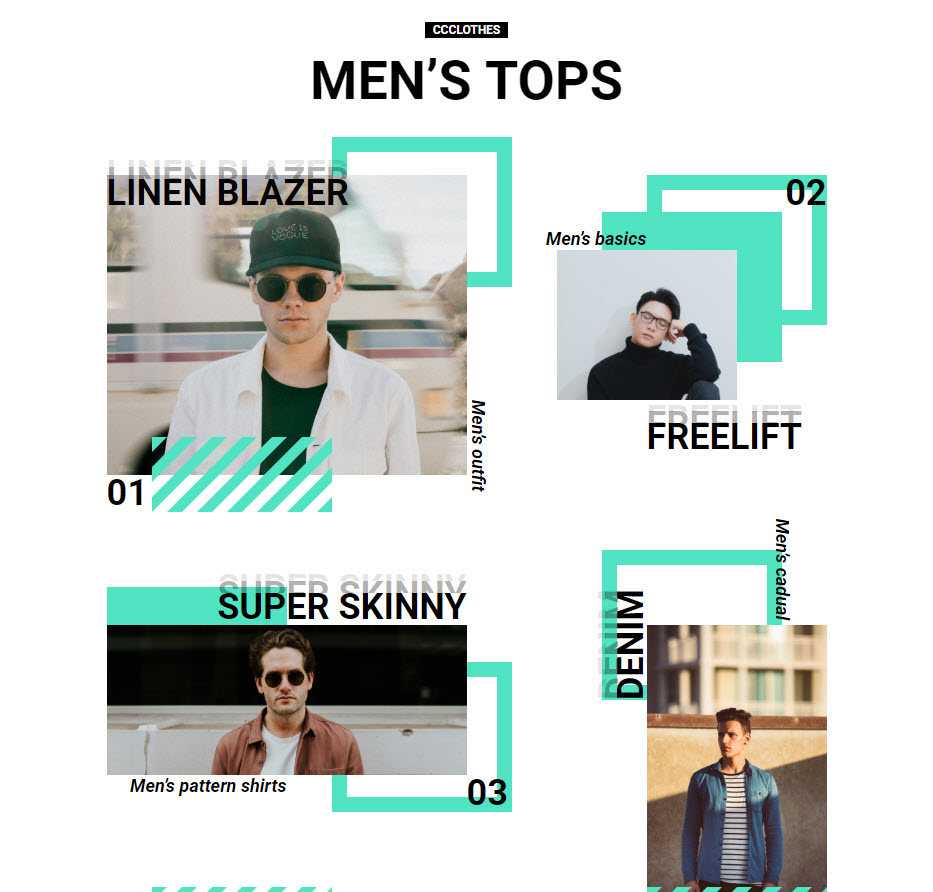 CCCLOTHES
MEN’S TOPS
LINEN BLAZER
LINEN BLAZER
LOVE IS
VOGUE
Men’s outfit
01
02
Men’s basics
FREELIFT
FREELIFT
SUPER SKINNY
SUPER SKINNY
Men’s pattern shirts
03
Men’s cadual
DENIM
DENIM